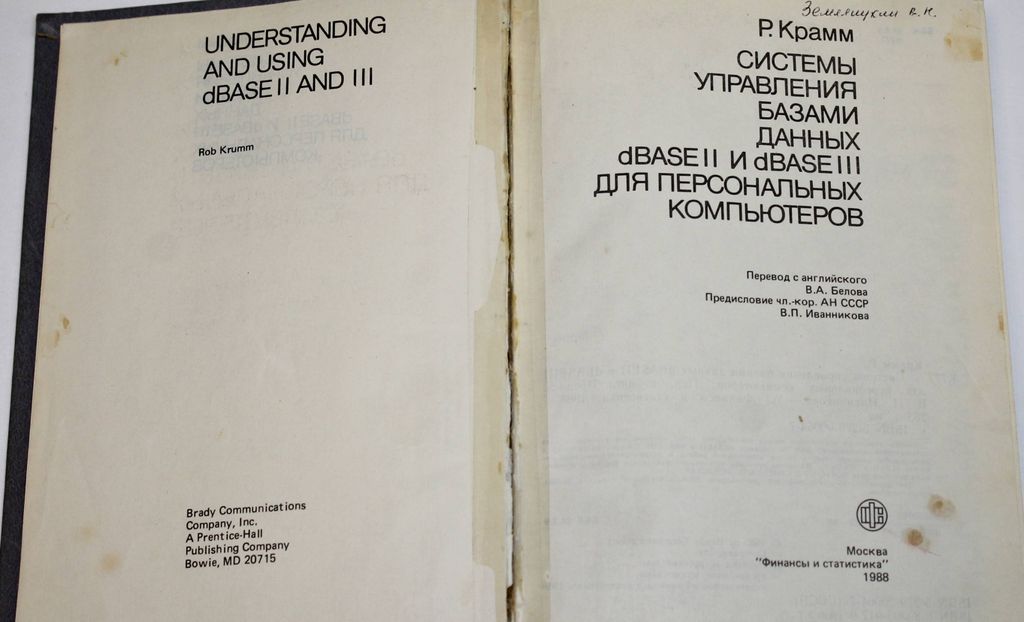 UNDERSTANDING
AND USING
dBASE II AND III
Rob Krumm
Brady Communications
Company, Inc.
A Prentice-Hall
Publishing Company
Bowie, MD 20715
В. Н.
Р. Крамм
СИСТЕМЫ
УПРАВЛЕНИЯ
БАЗАМИ
ДАННЫХ
dBASE II И dBASE III
ДЛЯ ПЕРСОНАЛЬНЫХ
КОМПЬЮТЕРОВ
Перевод с английского
В.А. Белова
Предисловие чл.-кор. АН СССР
В.П. Иванникова
Москва
"Финансы и статистика"
1988